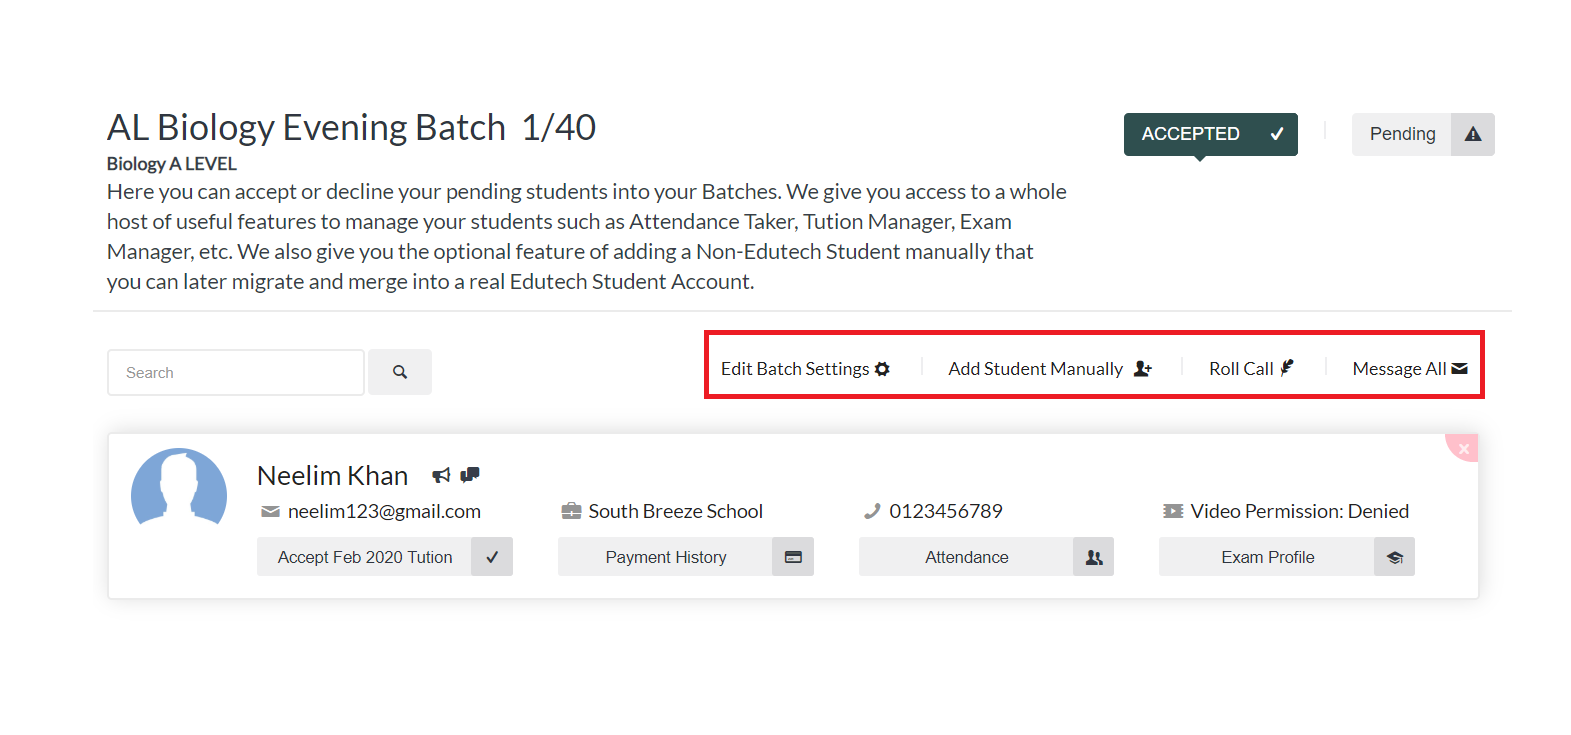 AL Biology Evening Batch 1/40
ACCEPTED
Pending
Biology A LEVEL
Here you can accept or decline your pending students into your Batches. We give you access to a whole
host of useful features to manage your students such as Attendance Taker, Tution Manager, Exam
Manager, etc. We also give you the optional feature of adding a Non-Edutech Student manually that
you can later migrate and merge into a real Edutech Student Account.
Search
Edit Batch Settings
Add Student Manually
Roll Call
Message All
Neelim Khan
neelim123@gmail.com
South Breeze School
0123456789
Video Permission: Denied
Accept Feb 2020 Tution
Payment History
Attendance
Exam Profile